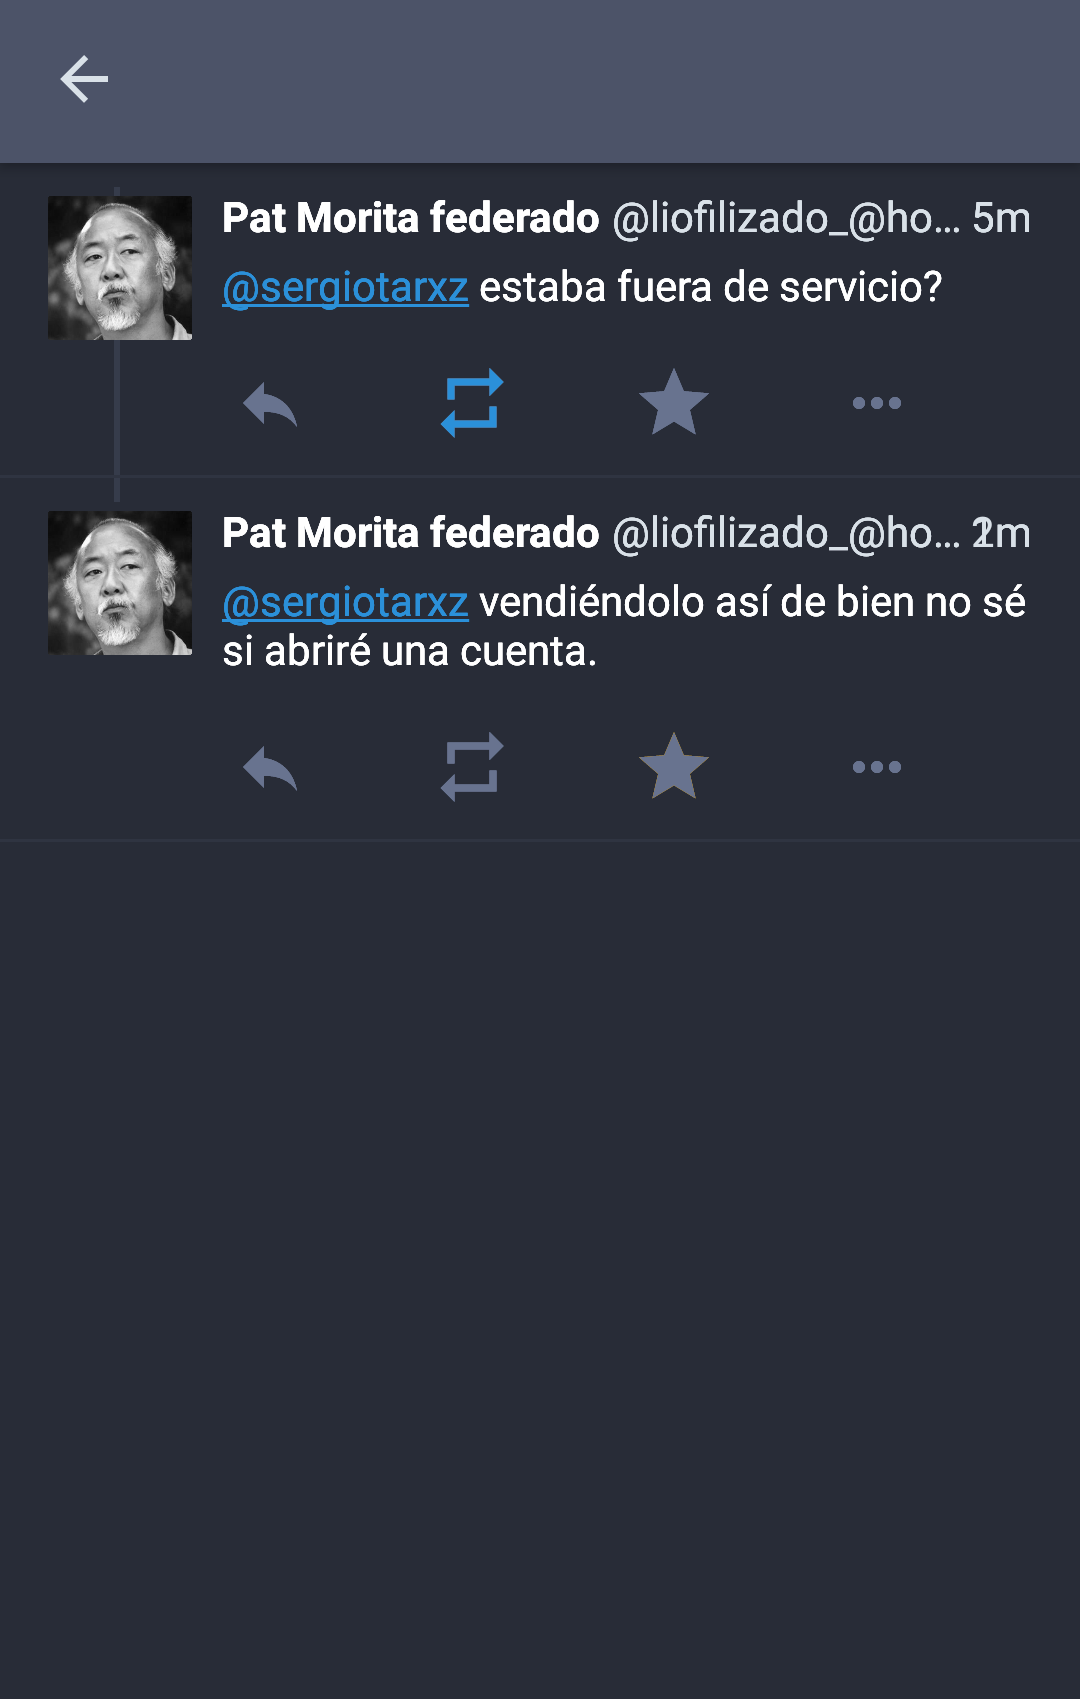 Pat Morita federado @liofilizado_@ho... 5m
@sergiotarxz estaba fuera de servicio?
Pat Morita federado @liofilizado_@ho...
@sergiotarxz vendiéndolo así de bien no sé
si abriré una cuenta.